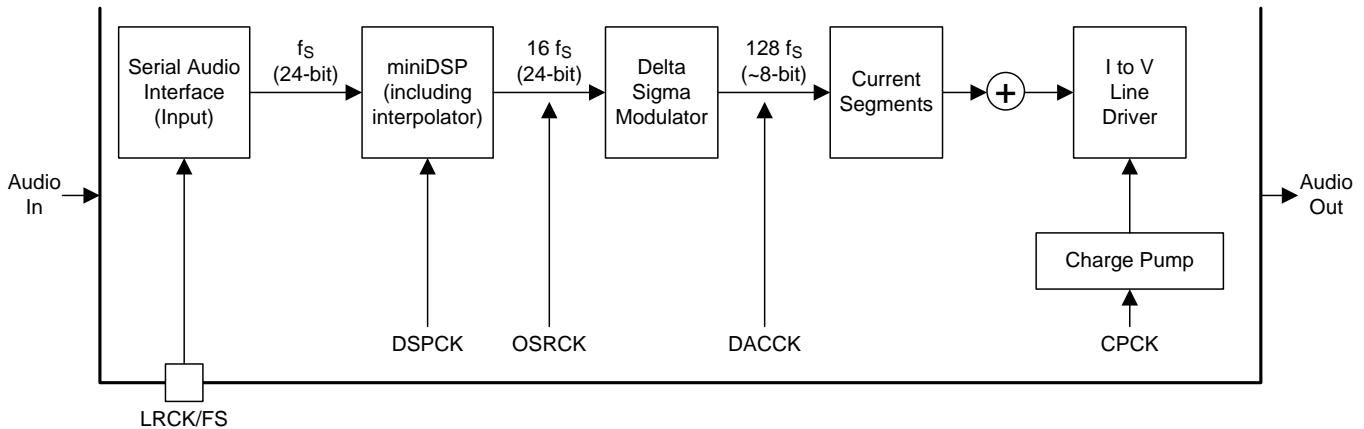 Audio
In
Serial Audio
Interface
(Input)
fS
(24-bit)
miniDSP
(including
interpolator)
16 fS
(24-bit)
Delta
Sigma
Modulator
128 fS
(~8-bit)
Current
Segments
+
I to V
Line
Driver
Charge Pump
Audio
Out
DSPCK
OSRCK
DACCK
CPCK
LRCK/FS